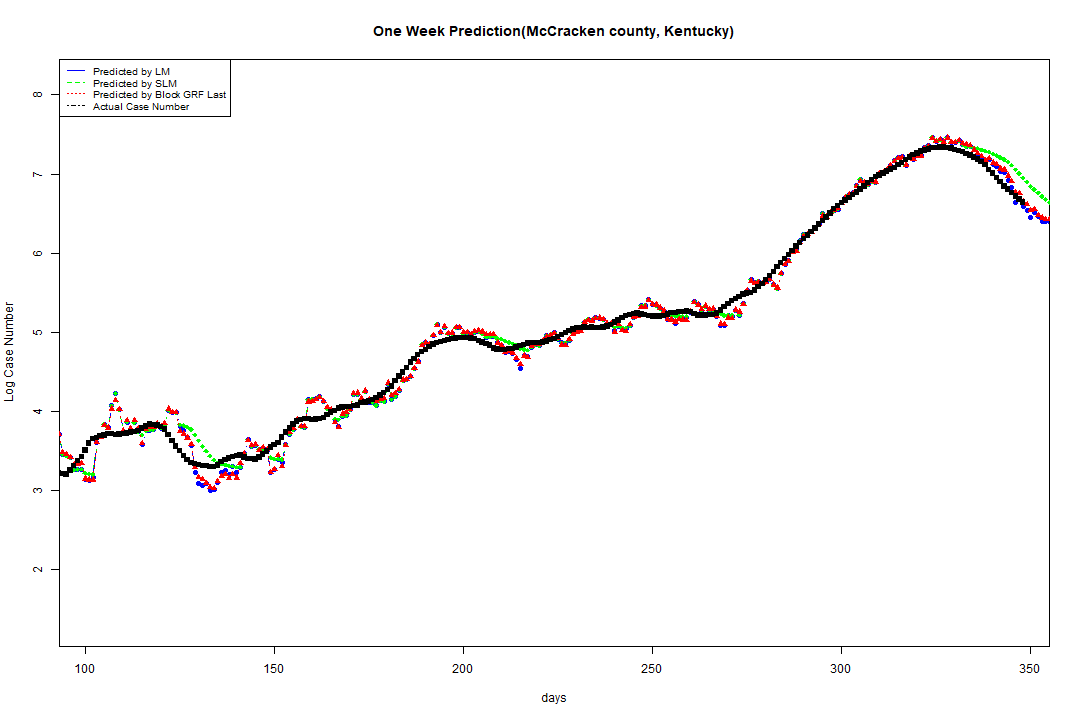 One Week Prediction(McCracken county, Kentucky)
Predicted by LM
Predicted by SLM
Predicted by Block GRF Last
Actual Case Number
8
7
6
5
4
3
2
Log Case Number
100 150 200 250 300 350
days